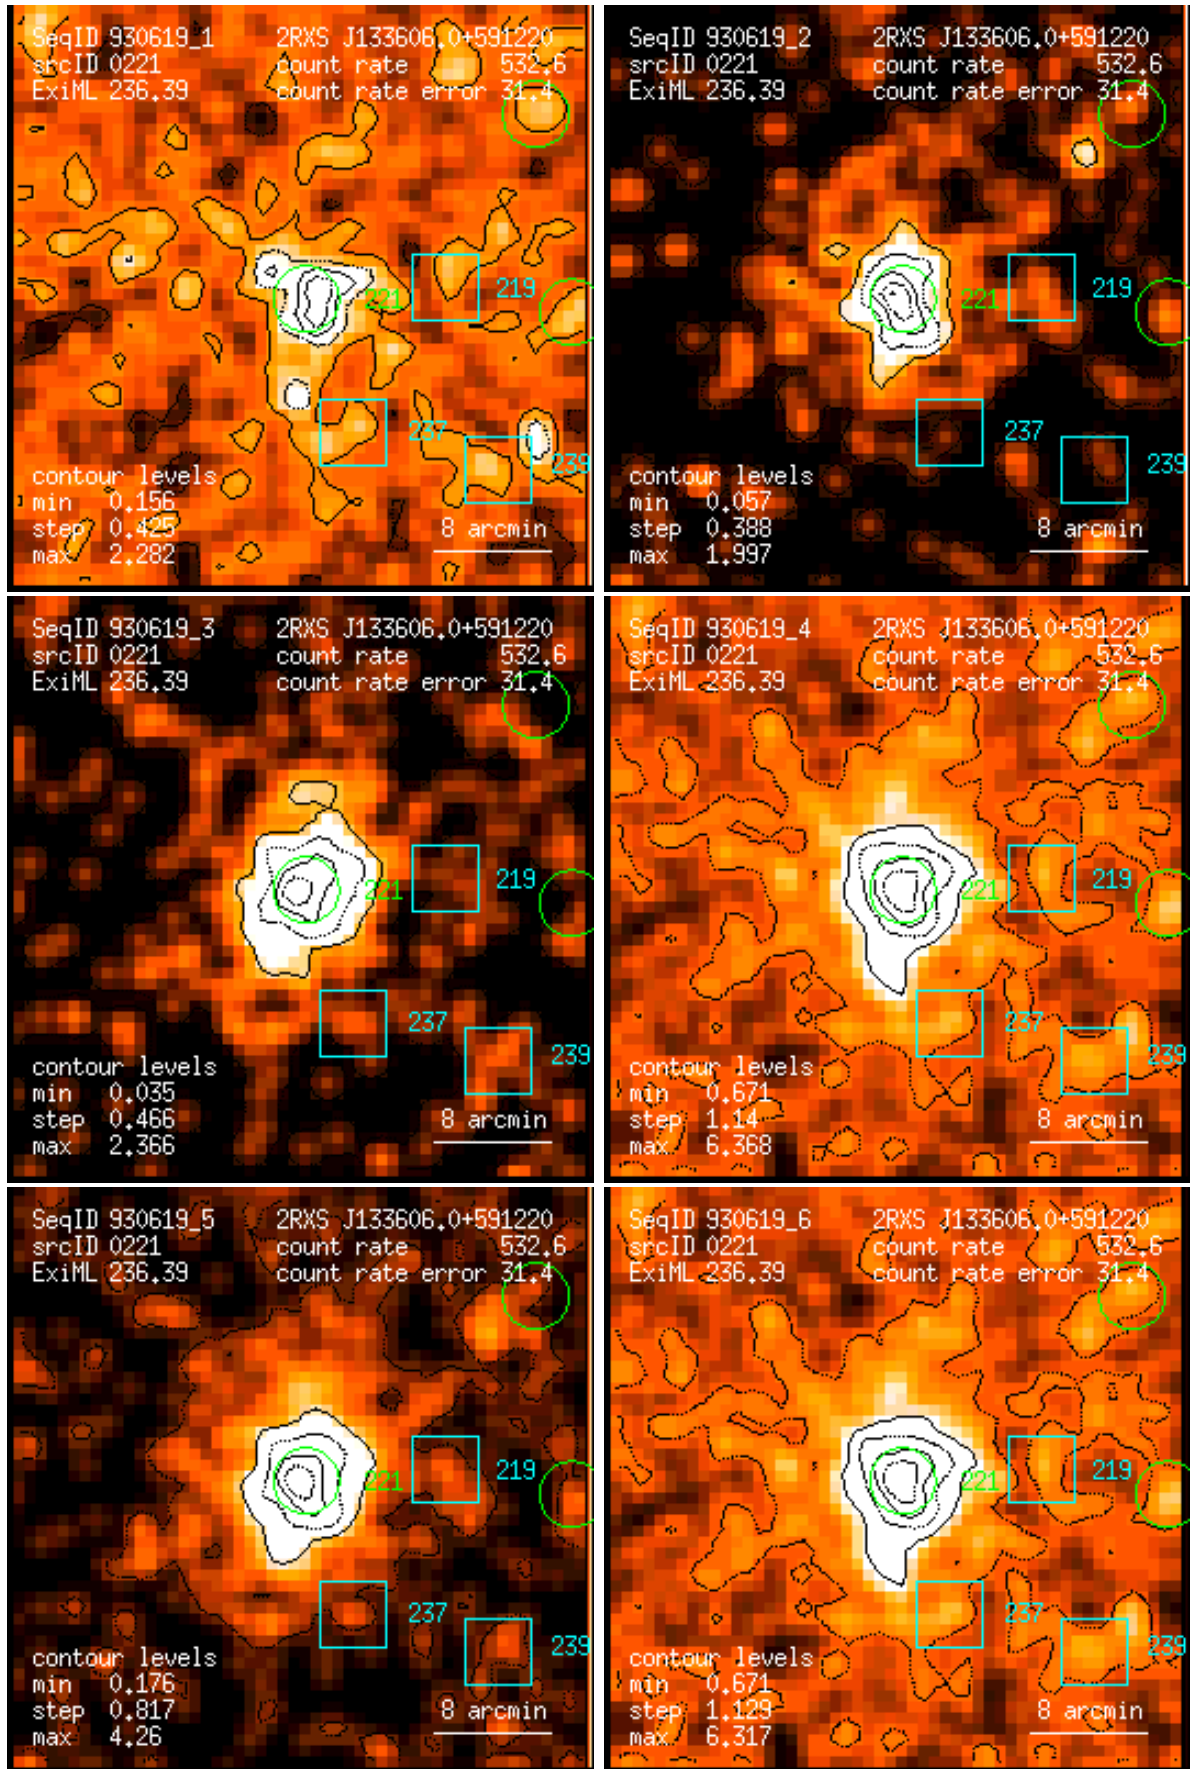 SeqID 930619_1 2RXS J133606.0+591220
srcID 0221 count rate 532.6
ExiML 236.39 count rate error 31.4
221
219
237
239
contour levels
min 0.156
step 0.425 8 arcmin
max 2.282
SeqID 930619_2 2RXS J133606.0+591220
srcID 0221 count rate 532.6
ExiML 236.39 count rate error 31.4
221
219
237
239
contour levels
min 0.057
step 0.388 8 arcmin
max 1.997
SeqID 930619_3 2RXS J133606.0+591220
srcID 0221 count rate 532.6
ExiML 236.39 count rate error 31.4
221
219
237
239
contour levels
min 0.035
step 0.466 8 arcmin
max 2.366
SeqID 930619_4 2RXS J133606.0+591220
srcID 0221 count rate 532.6
ExiML 236.39 count rate error 31.4
221
219
237
239
contour levels
min 0.671
step 1.14 8 arcmin
max 6.368
SeqID 930619_5 2RXS J133606.0+591220
srcID 0221 count rate 532.6
ExiML 236.39 count rate error 31.4
221
219
237
239
contour levels
min 0.176
step 0.817 8 arcmin
max 4.26
SeqID 930619_6 2RXS J133606.0+591220
srcID 0221 count rate 532.6
ExiML 236.39 count rate error 31.4
221
219
237
239
contour levels
min 0.671
step 1.129 8 arcmin
max 6.317